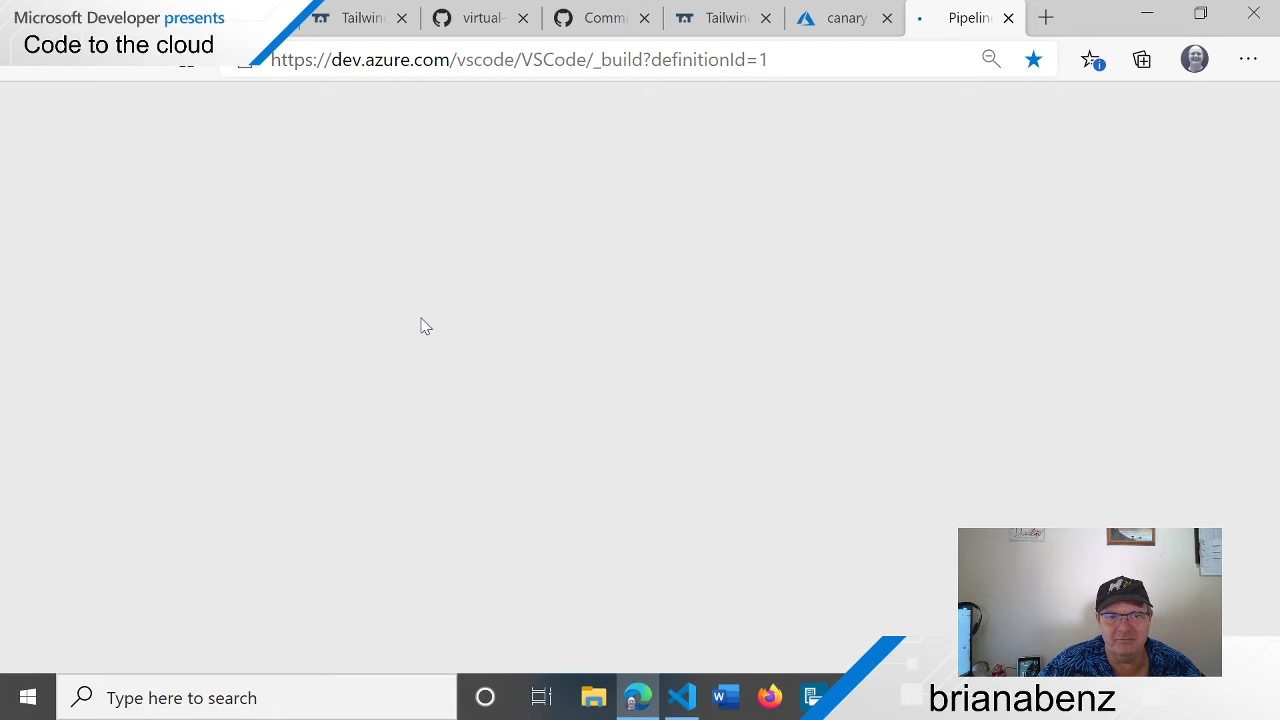 Microsoft Developer presents
Code to the cloud
Tailwin
virtual-
Commi
Tailwin
canary
Pipelin
https://dev.azure.com/vscode/VSCode/_build?definitionId=1
Type here to search
brianabenz